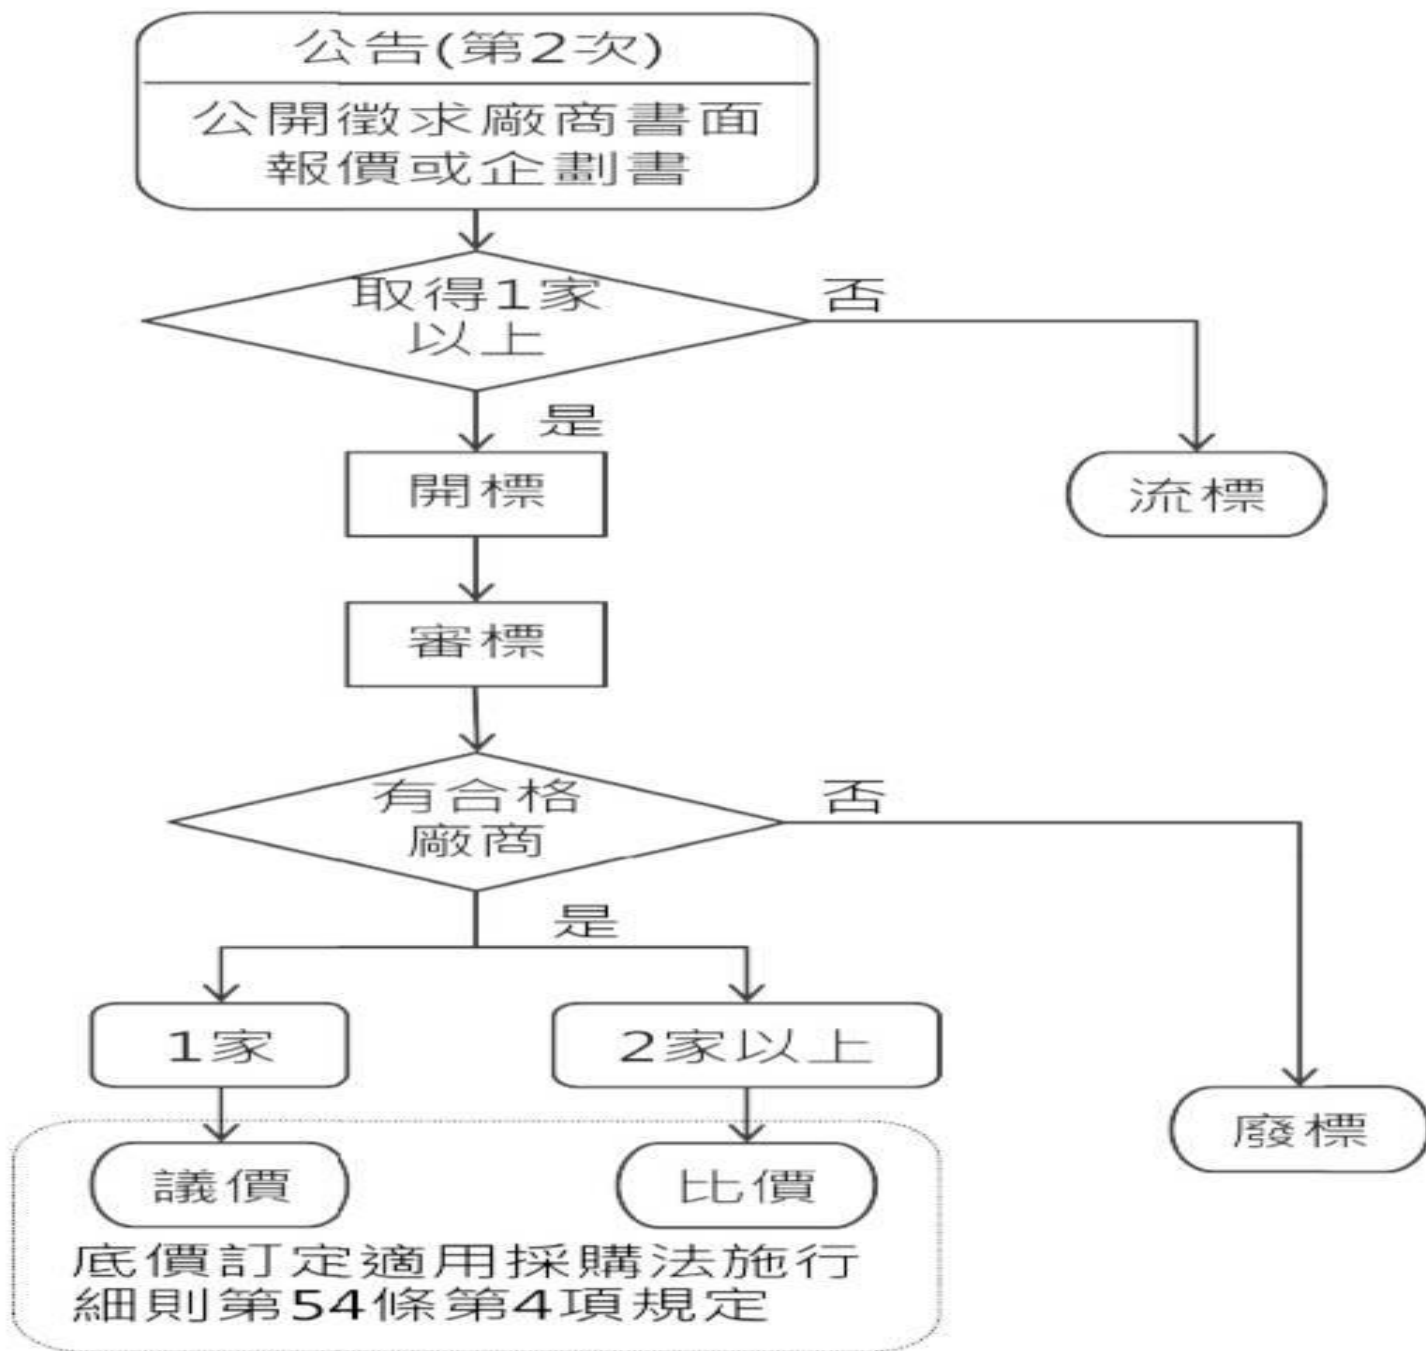 公告(第2次)
公開徵求廠商書面
報價或企劃書
取得1家
以上
否
是
開標
流標
審標
有合格
廠商
否
是
1家
2家以上
廢標
議價
比價
底價訂定適用採購法施行
細則第54條第4項規定